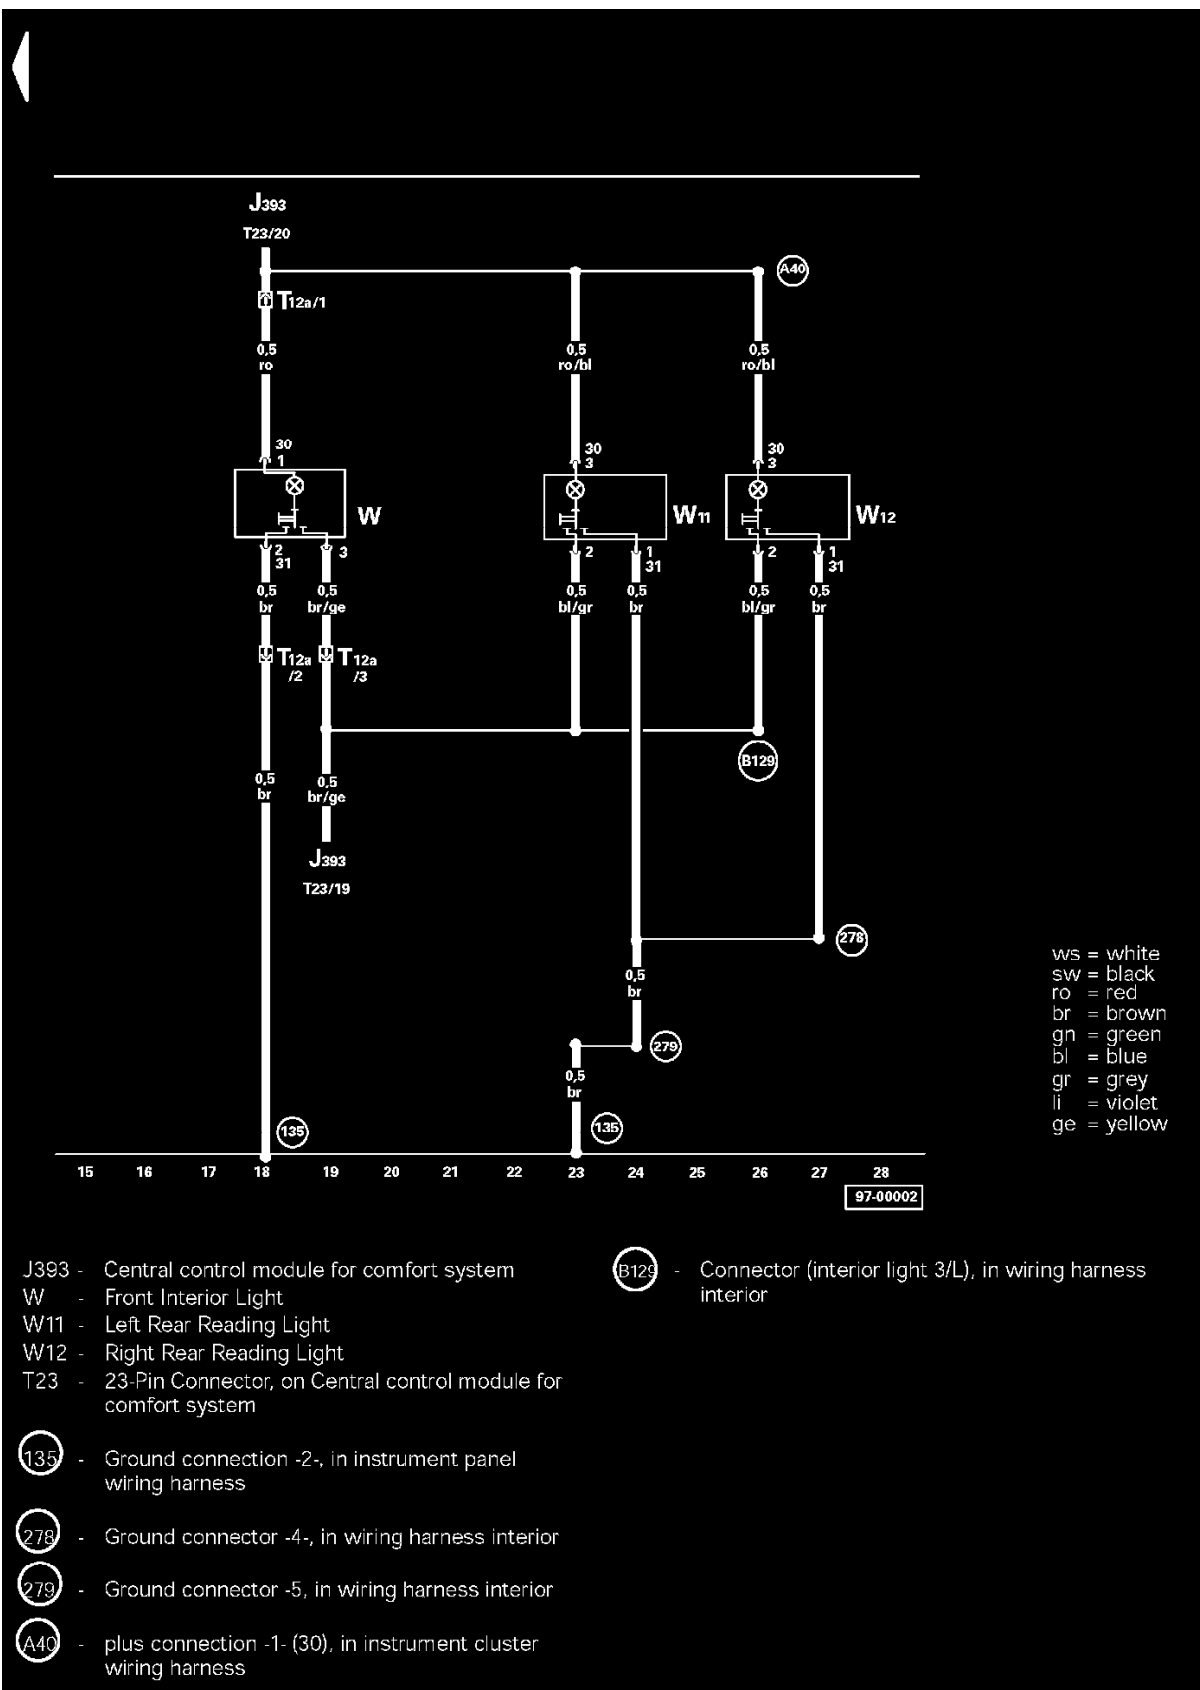 J393
T23/20
A40
T12a/1
0,5
ro
0,5
ro/bl
0,5
ro/bl
30
1
30
3
30
3
W
W11
W12
2
31
3
2
1
31
2
1
31
0,5
br
0,5
br/ge
0,5
bl/gr
0,5
br
0,5
bl/gr
0,5
br
T12a
/2
T12a
/3
B129
0,5
br
0,5
br/ge
J393
T23/19
278
0,5
br
279
0,5
br
135
135
15 16 17 18 19 20 21 22 23 24 25 26 27 28
97-00002
ws = white
sw = black
ro = red
br = brown
gn = green
bl = blue
gr = grey
li = violet
ge = yellow
J393 - Central control module for comfort system
W - Front Interior Light
W11 - Left Rear Reading Light
W12 - Right Rear Reading Light
T23 - 23-Pin Connector, on Central control module for
comfort system
135 - Ground connection -2-, in instrument panel
wiring harness
278 - Ground connector -4-, in wiring harness interior
279 - Ground connector -5, in wiring harness interior
A40 - plus connection -1- (30), in instrument cluster
wiring harness
B129 - Connector (interior light 3/L), in wiring harness
interior